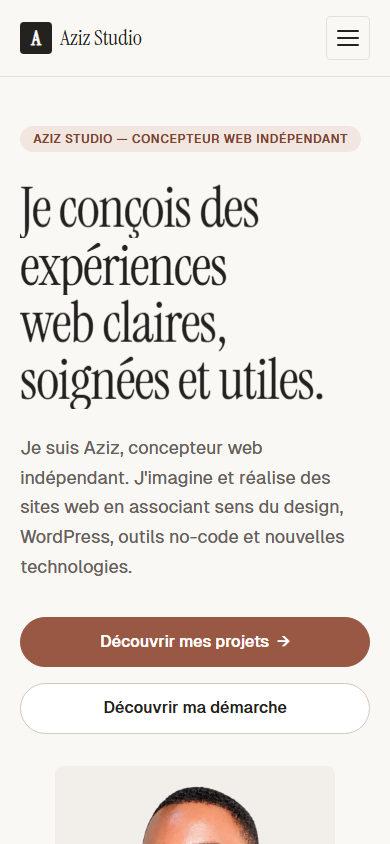 A Aziz Studio
AZIZ STUDIO — CONCEPTEUR WEB INDÉPENDANT
Je conçois des
expériences
web claires,
soignées et utiles.
Je suis Aziz, concepteur web
indépendant. J'imagine et réalise des
sites web en associant sens du design,
WordPress, outils no-code et nouvelles
technologies.
Découvrir mes projets →
Découvrir ma démarche